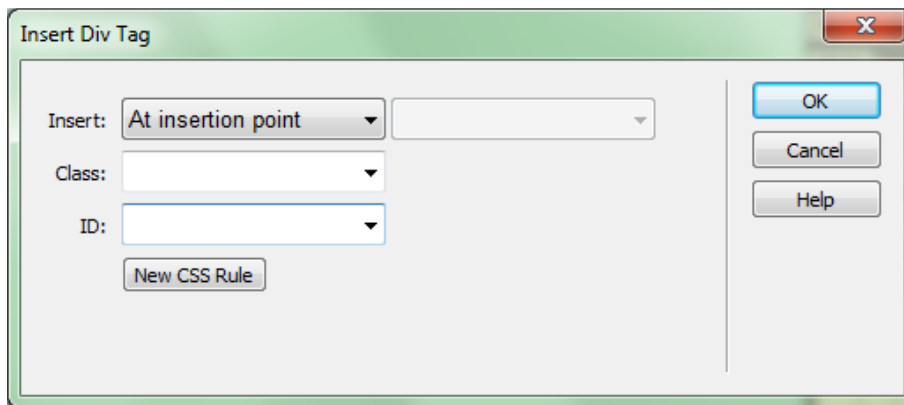 Insert Div Tag
Insert: At insertion point
Class:
ID:
New CSS Rule
OK
Cancel
Help